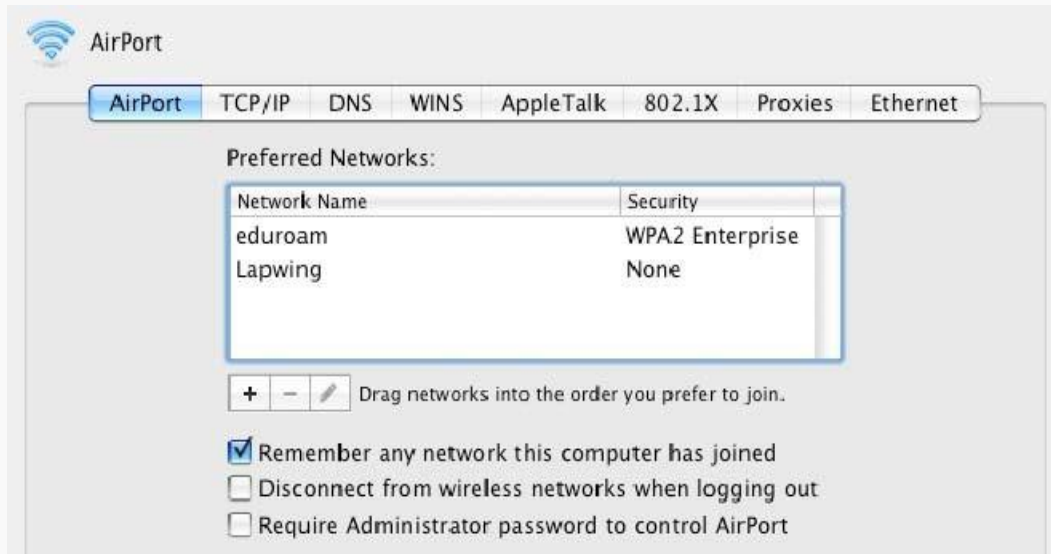 AirPort
AirPort TCP/IP DNS WINS AppleTalk 802.1X Proxies Ethernet
Preferred Networks:
Network Name Security
eduroam WPA2 Enterprise
Lapwing None
+ − Drag networks into the order you prefer to join.
Remember any network this computer has joined
Disconnect from wireless networks when logging out
Require Administrator password to control AirPort